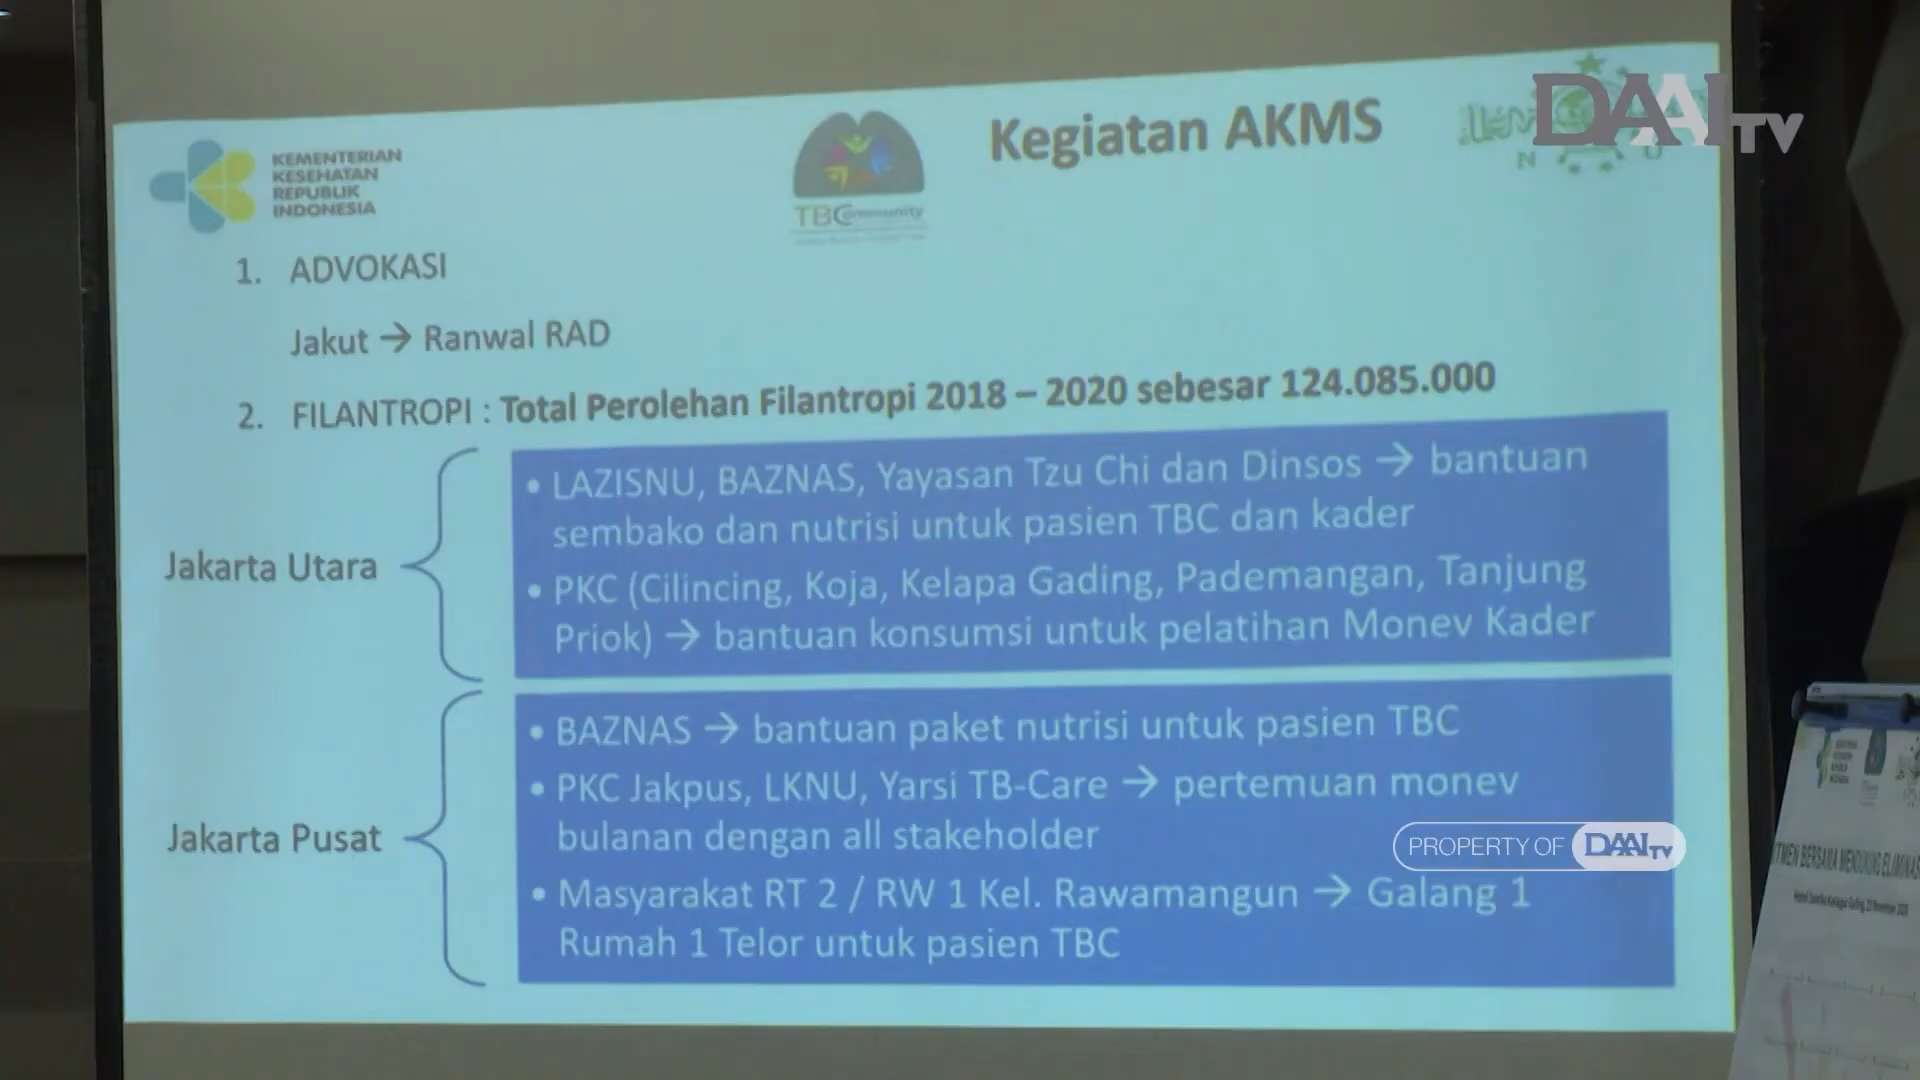 DAAI TV
KEMENTERIAN
KESEHATAN
REPUBLIK
INDONESIA
TBCommunity
Kegiatan AKMS
N U
1. ADVOKASI
Jakut → Ranwal RAD
2. FILANTROPI : Total Perolehan Filantropi 2018 – 2020 sebesar 124.085.000
Jakarta Utara
• LAZISNU, BAZNAS, Yayasan Tzu Chi dan Dinsos → bantuan
sembako dan nutrisi untuk pasien TBC dan kader
• PKC (Cilincing, Koja, Kelapa Gading, Pademangan, Tanjung
Priok) → bantuan konsumsi untuk pelatihan Monev Kader
Jakarta Pusat
• BAZNAS → bantuan paket nutrisi untuk pasien TBC
• PKC Jakpus, LKNU, Yarsi TB-Care → pertemuan monev
bulanan dengan all stakeholder
• Masyarakat RT 2 / RW 1 Kel. Rawamangun → Galang 1
Rumah 1 Telor untuk pasien TBC
PROPERTY OF DAAI TV
TMEN BERSAMA MENDUKUNG ELIMINAS